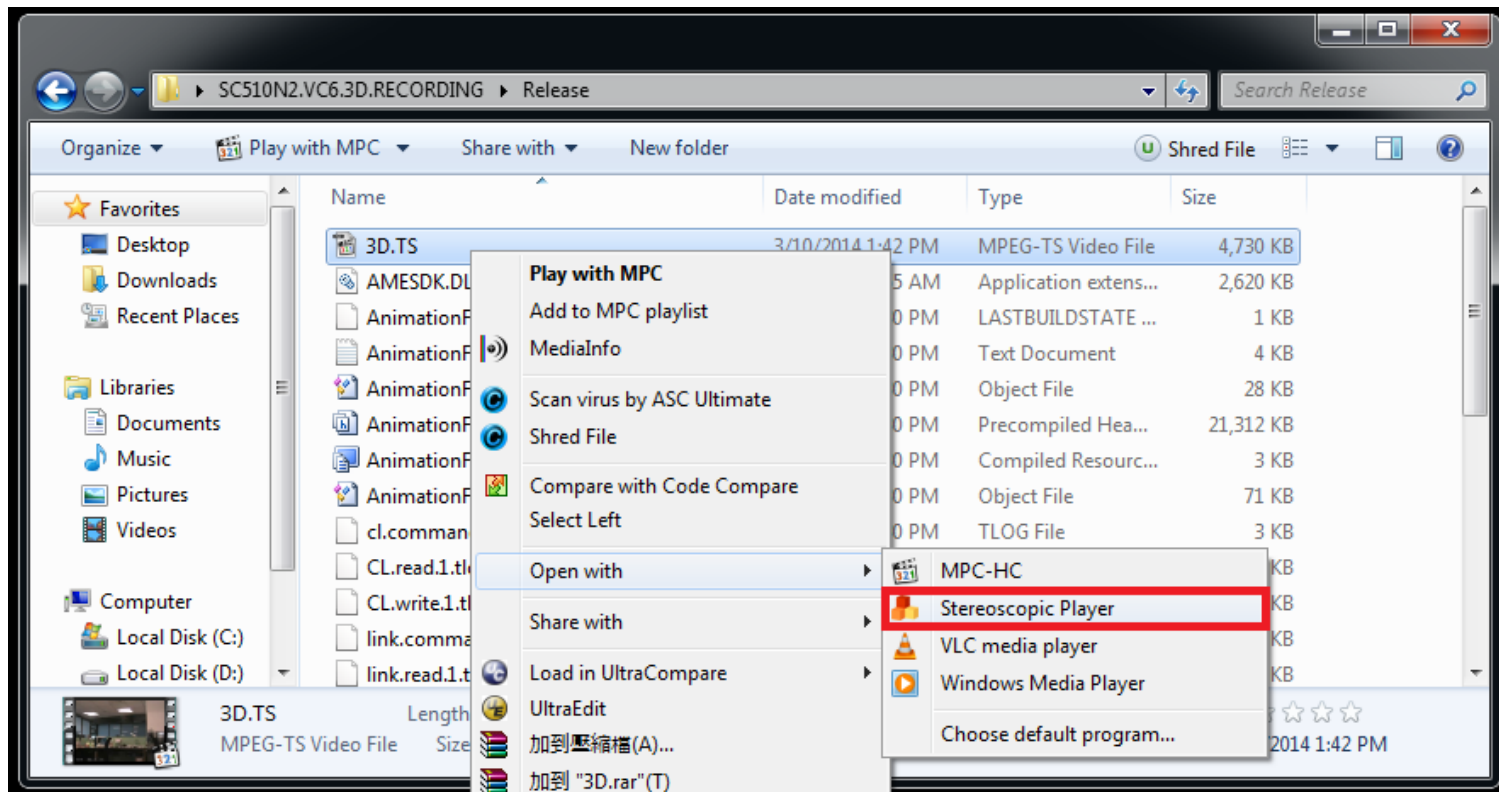 SC510N2.VC6.3D.RECORDING Release
Search Release
Organize Play with MPC Share with New folder Shred File
Favorites
Desktop
Downloads
Recent Places
Libraries
Documents
Music
Pictures
Videos
Computer
Local Disk (C:)
Local Disk (D:)
Name Date modified Type Size
3D.TS 3/10/2014 1:42 PM MPEG-TS Video File 4,730 KB
AMESDK.DL 5 AM Application extens... 2,620 KB
AnimationF 0 PM LASTBUILDSTATE ... 1 KB
AnimationF 0 PM Text Document 4 KB
AnimationF 0 PM Object File 28 KB
AnimationF 0 PM Precompiled Hea... 21,312 KB
AnimationF 0 PM Compiled Resourc... 3 KB
AnimationF 0 PM Object File 71 KB
cl.comman 0 PM TLOG File 3 KB
CL.read.1.tl KB
CL.write.1.tl KB
link.comma KB
link.read.1.t KB
Play with MPC
Add to MPC playlist
MediaInfo
Scan virus by ASC Ultimate
Shred File
Compare with Code Compare
Select Left
Open with
Share with
Load in UltraCompare
UltraEdit
加到壓縮檔(A)...
加到 "3D.rar"(T)
MPC-HC
Stereoscopic Player
VLC media player
Windows Media Player
Choose default program...
3D.TS Length
MPEG-TS Video File Size 2014 1:42 PM